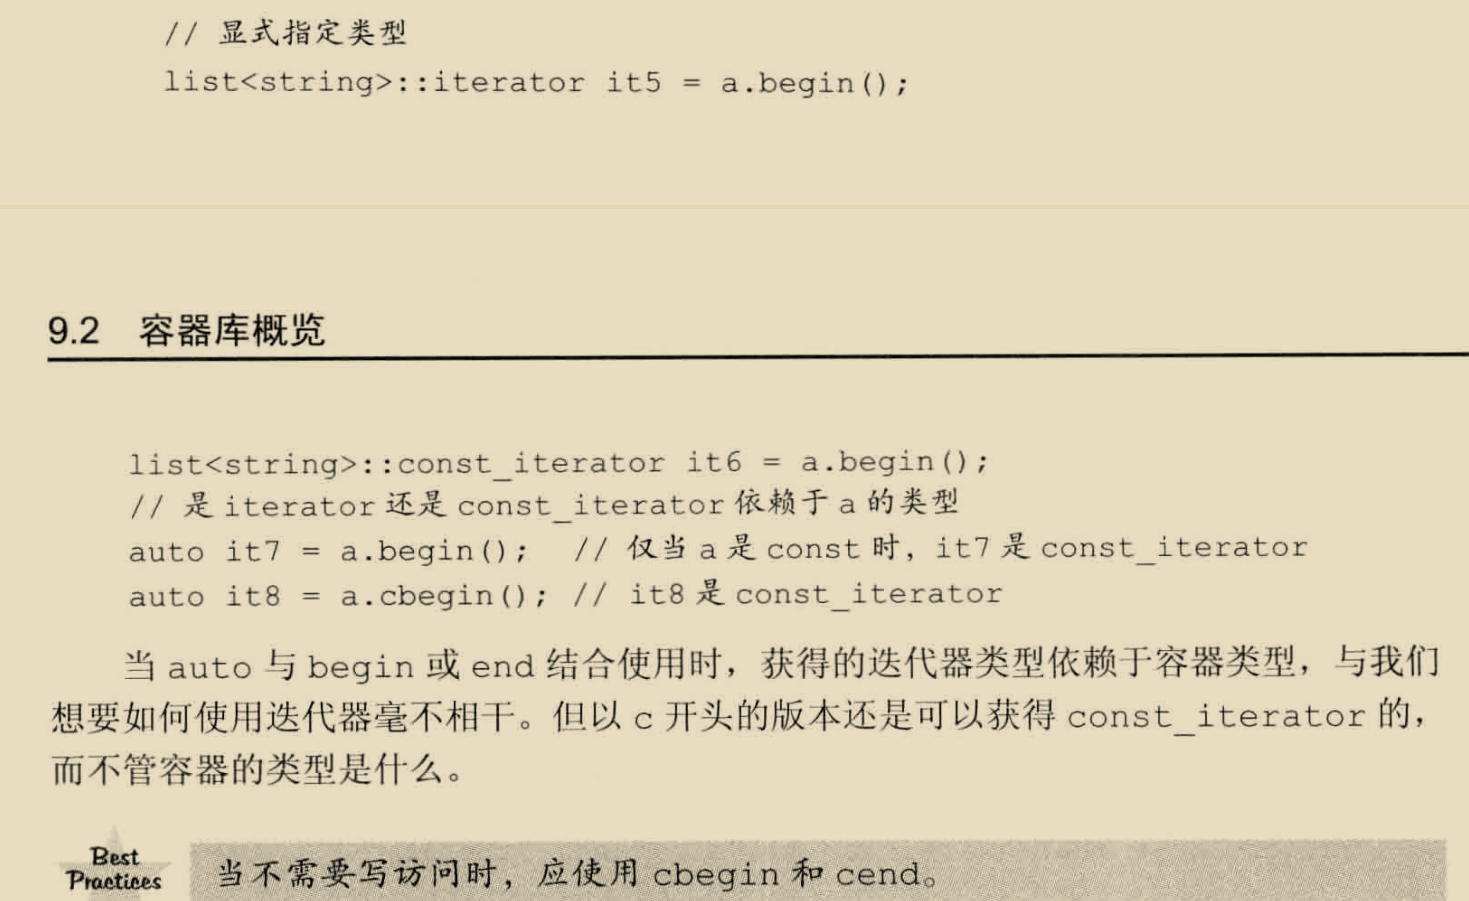 // 显式指定类型
list<string>::iterator it5 = a.begin();
9.2 容器库概览
list<string>::const_iterator it6 = a.begin();
// 是 iterator 还是 const_iterator 依赖于 a 的类型
auto it7 = a.begin(); // 仅当 a 是 const 时, it7 是 const_iterator
auto it8 = a.cbegin(); // it8 是 const_iterator
当 auto 与 begin 或 end 结合使用时，获得的迭代器类型依赖于容器类型，与我们
想要如何使用迭代器毫不相干。但以 c 开头的版本还是可以获得 const_iterator 的，
而不管容器的类型是什么。
Best
Practices
当不需要写访问时，应使用 cbegin 和 cend。